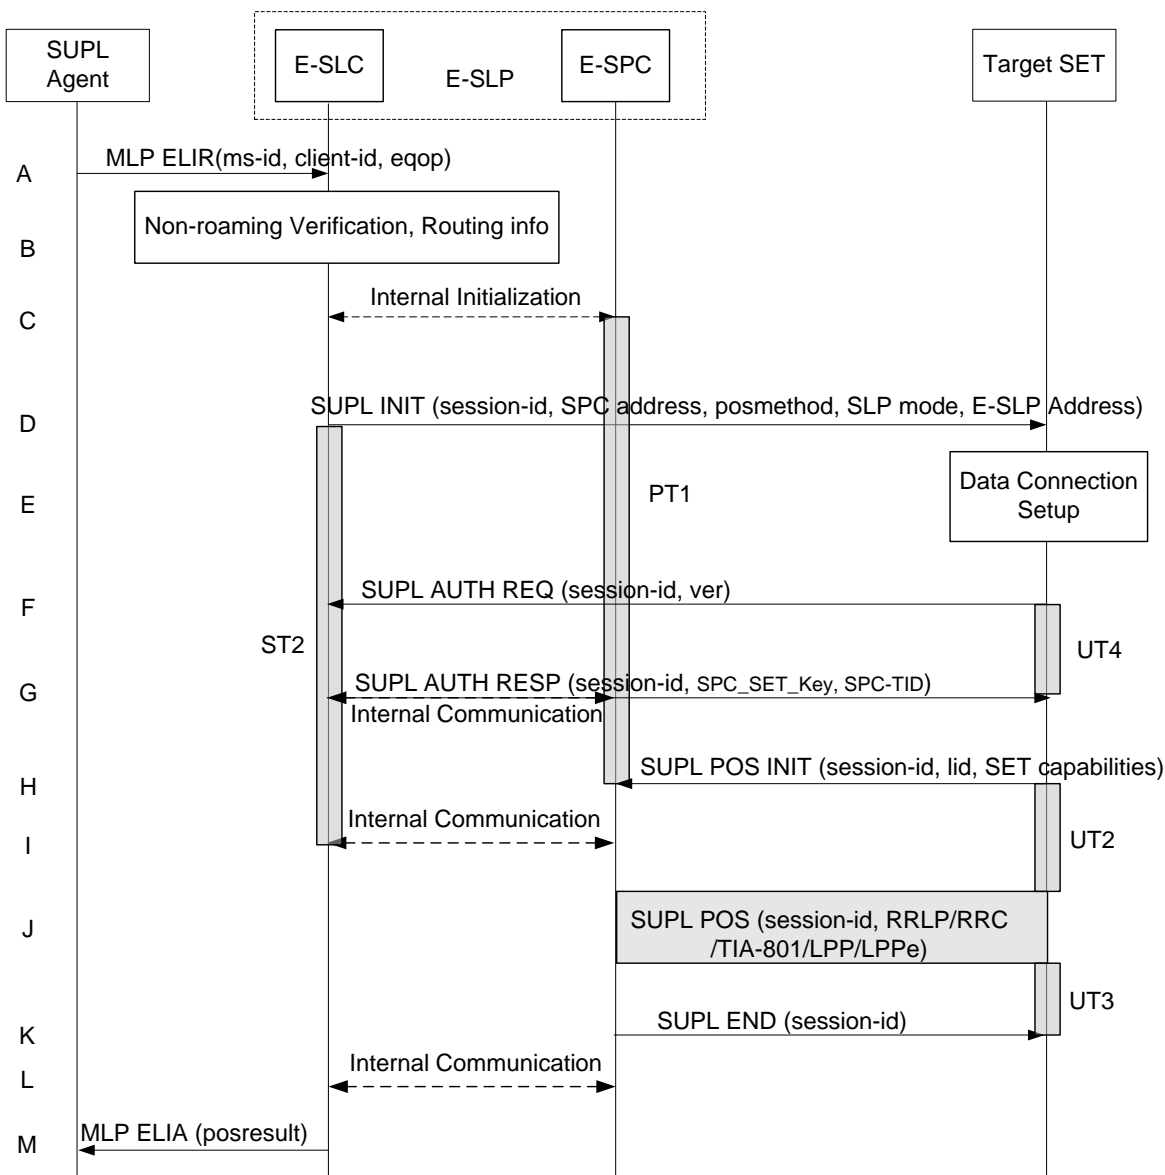 SUPL
Agent
E-SLC
E-SLP
E-SPC
Target SET
A
MLP ELIR(ms-id, client-id, eqop)
B
Non-roaming Verification, Routing info
C
Internal Initialization
D
SUPL INIT (session-id, SPC address, posmethod, SLP mode, E-SLP Address)
E
PT1
Data Connection
Setup
F
SUPL AUTH REQ (session-id, ver)
ST2
UT4
G
SUPL AUTH RESP (session-id, SPC_SET_Key, SPC-TID)
Internal Communication
H
SUPL POS INIT (session-id, lid, SET capabilities)
I
Internal Communication
UT2
J
SUPL POS (session-id, RRLP/RRC
/TIA-801/LPP/LPPe)
UT3
K
SUPL END (session-id)
L
Internal Communication
M
MLP ELIA (posresult)